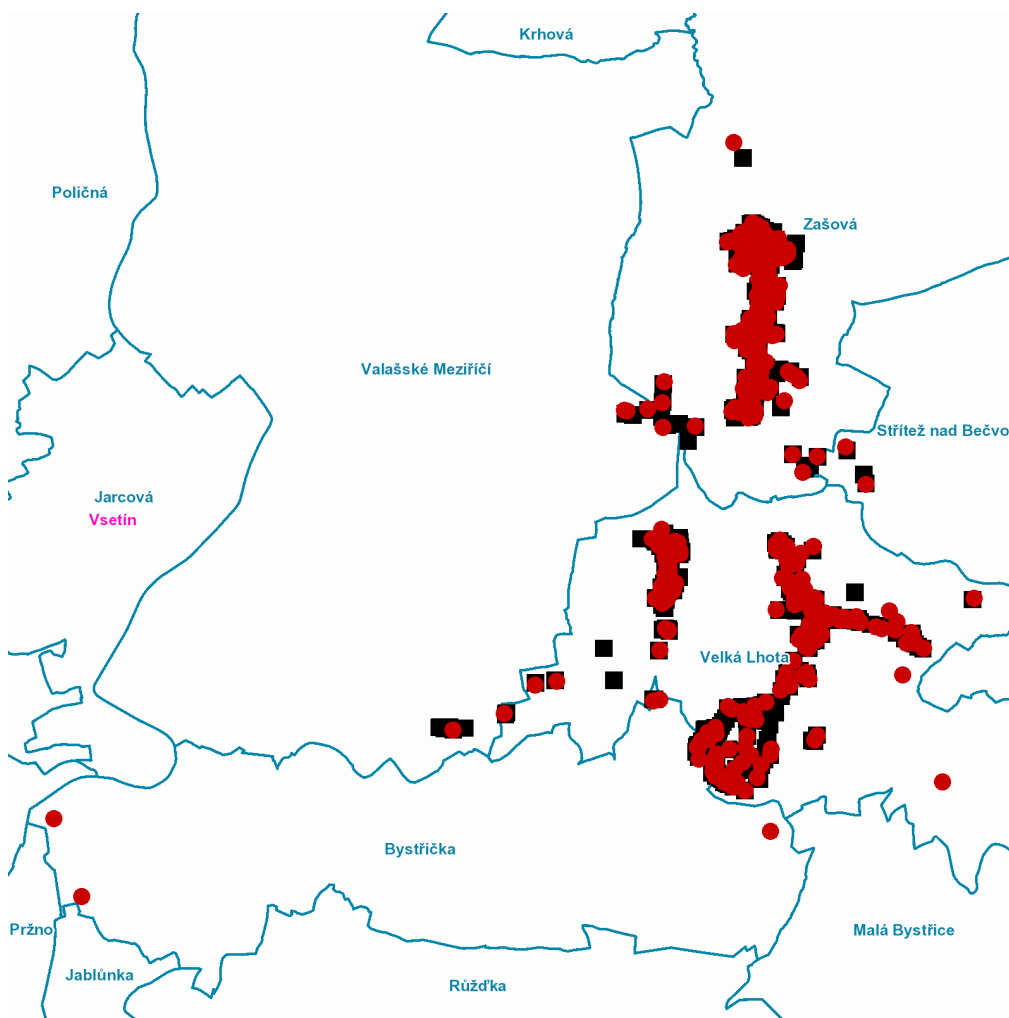 Krhová
Poličná
Zašová
Valašské Meziříčí
Střítež nad Bečvo
Jarcová
Vsetín
Velká Lhota
Bystřička
Pržno
Malá Bystřice
Jablůnka
Růžďka